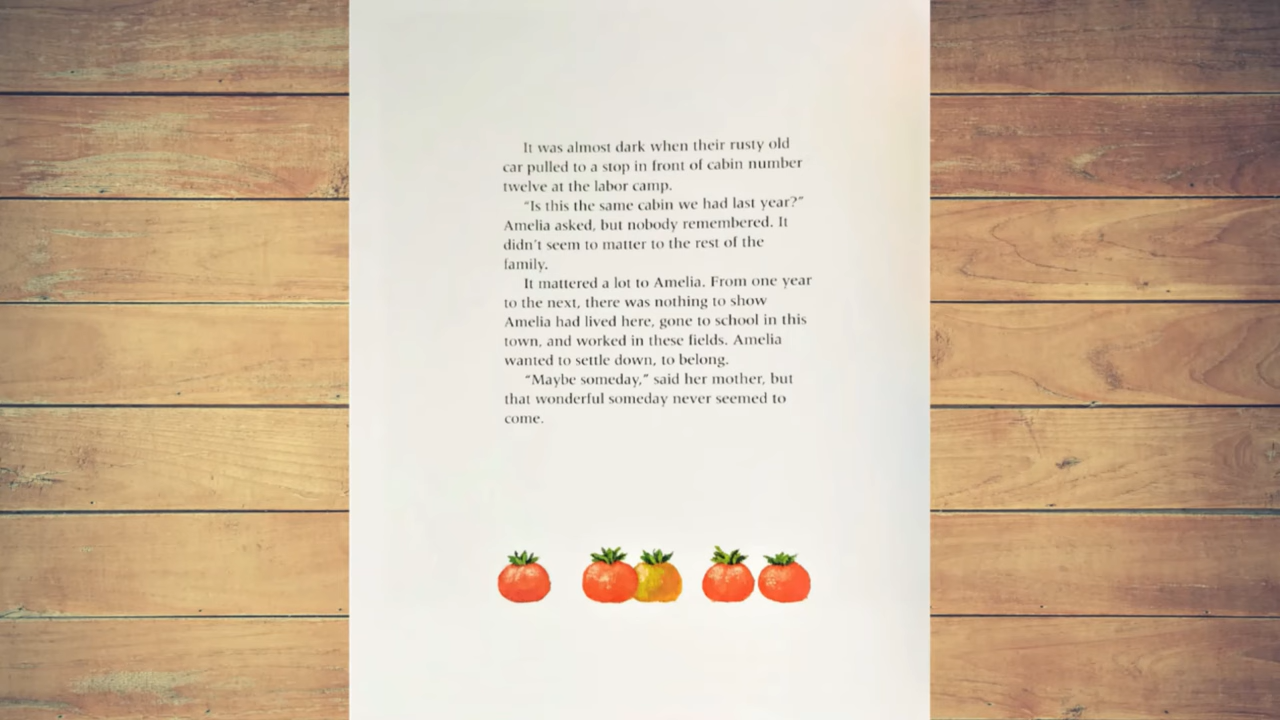 It was almost dark when their rusty old
car pulled to a stop in front of cabin number
twelve at the labor camp.
“Is this the same cabin we had last year?”
Amelia asked, but nobody remembered. It
didn’t seem to matter to the rest of the
family.
It mattered a lot to Amelia. From one year
to the next, there was nothing to show
Amelia had lived here, gone to school in this
town, and worked in these fields. Amelia
wanted to settle down, to belong.
“Maybe someday,” said her mother, but
that wonderful someday never seemed to
come.